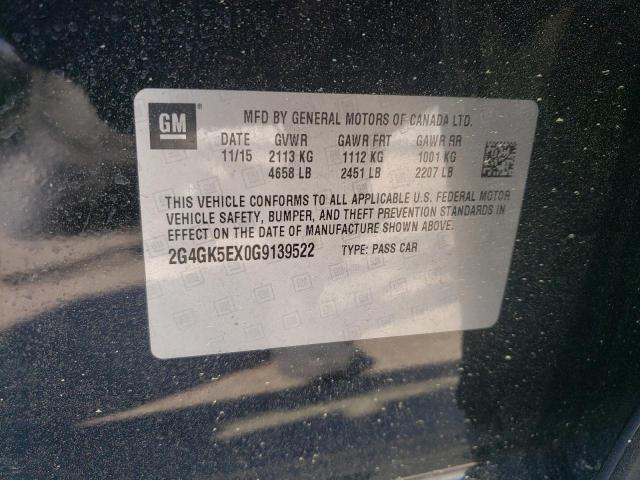 GM
MFD BY GENERAL MOTORS OF CANADA LTD.
DATE GVWR GAWR FRT GAWR RR
11/15 2113 KG 1112 KG 1001 KG
4658 LB 2451 LB 2207 LB
THIS VEHICLE CONFORMS TO ALL APPLICABLE U.S. FEDERAL MOTOR
VEHICLE SAFETY, BUMPER, AND THEFT PREVENTION STANDARDS IN
EFFECT ON THE DATE OF MANUFACTURE SHOWN ABOVE.
2G4GK5EX0G9139522 TYPE: PASS CAR